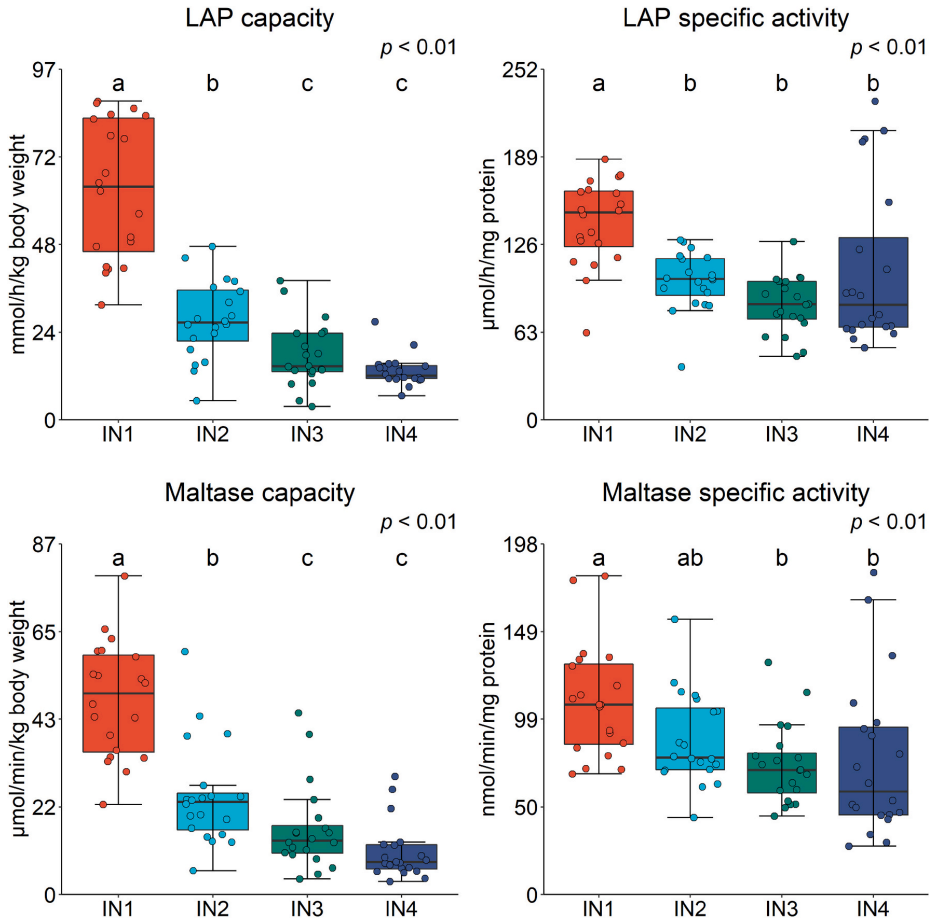 LAP capacity
p < 0.01
97
72
48
24
0
mmol/h/kg body weight
a
b
c
c
IN1
IN2
IN3
IN4
LAP specific activity
p < 0.01
252
189
126
63
0
µmol/h/mg protein
a
b
b
b
IN1
IN2
IN3
IN4
Maltase capacity
p < 0.01
87
65
43
22
0
µmol/min/kg body weight
a
b
c
c
IN1
IN2
IN3
IN4
Maltase specific activity
p < 0.01
198
149
99
50
0
nmol/min/mg protein
a
ab
b
b
IN1
IN2
IN3
IN4